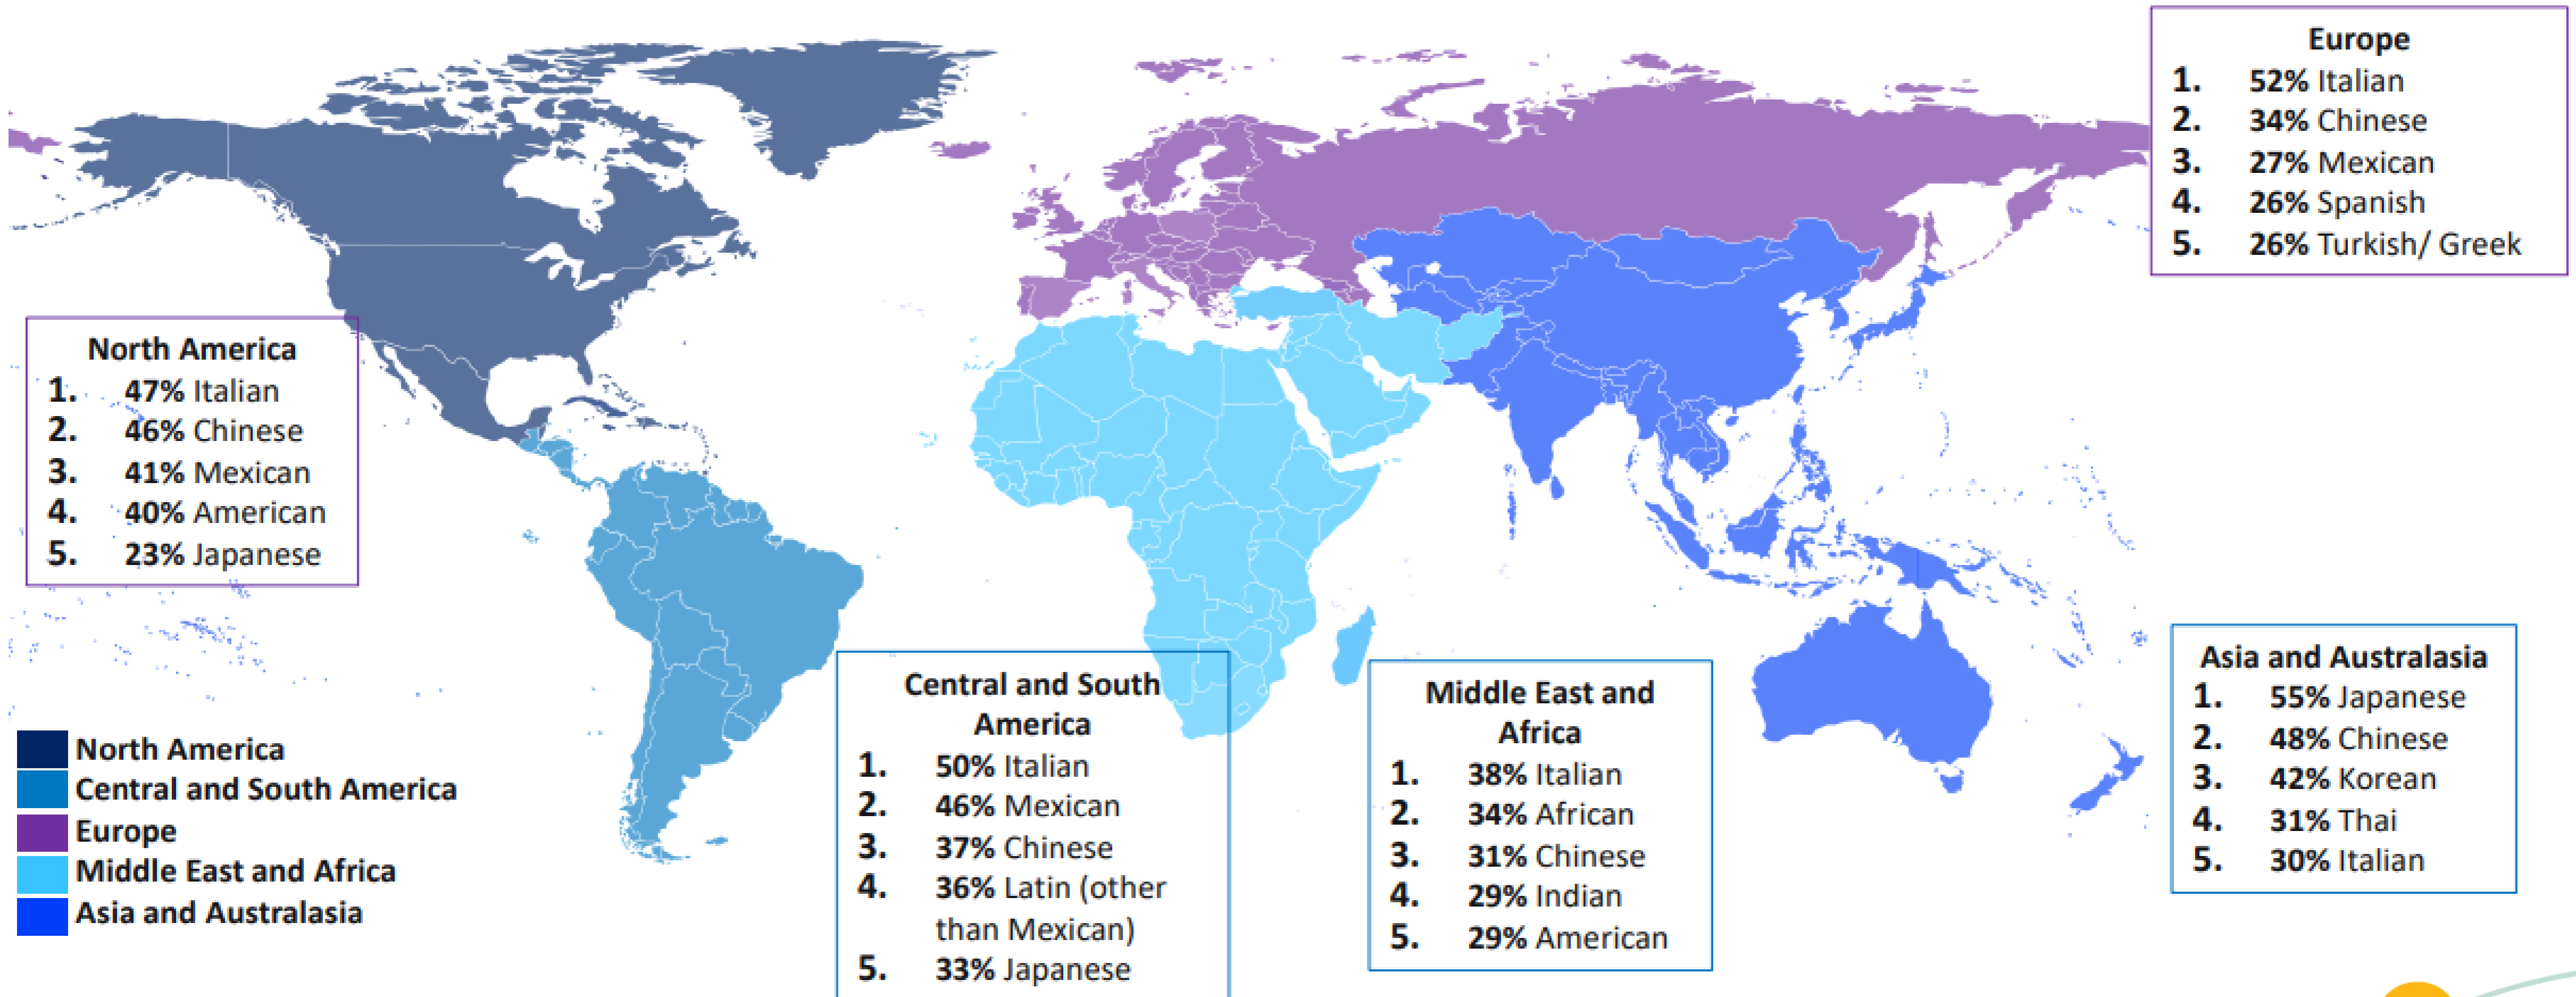 Europe
1. 52% Italian
2. 34% Chinese
3. 27% Mexican
4. 26% Spanish
5. 26% Turkish/ Greek
North America
1. 47% Italian
2. 46% Chinese
3. 41% Mexican
4. 40% American
5. 23% Japanese
North America
Central and South America
Europe
Middle East and Africa
Asia and Australasia
Central and South
America
1. 50% Italian
2. 46% Mexican
3. 37% Chinese
4. 36% Latin (other
than Mexican)
5. 33% Japanese
Middle East and
Africa
1. 38% Italian
2. 34% African
3. 31% Chinese
4. 29% Indian
5. 29% American
Asia and Australasia
1. 55% Japanese
2. 48% Chinese
3. 42% Korean
4. 31% Thai
5. 30% Italian